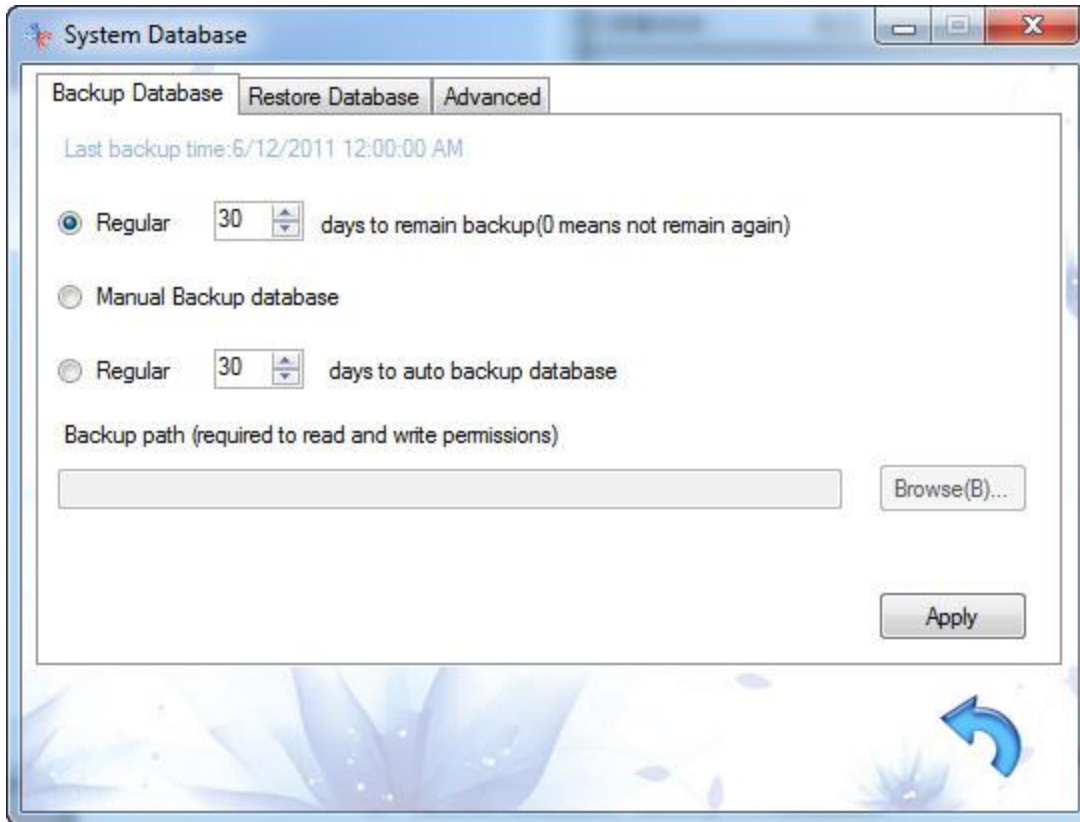 System Database
Backup Database Restore Database Advanced
Last backup time:6/12/2011 12:00:00 AM
Regular 30 days to remain backup(0 means not remain again)
Manual Backup database
Regular 30 days to auto backup database
Backup path (required to read and write permissions)
Browse(B)...
Apply